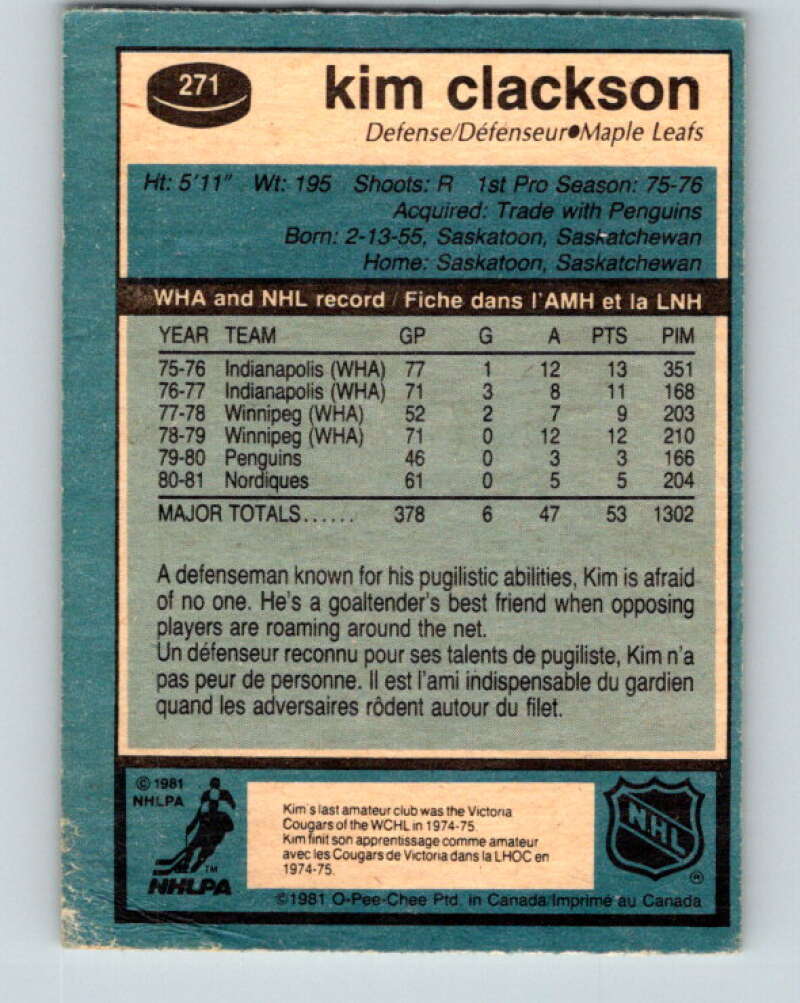 271
kim clackson
Defense/Défenseur●Maple Leafs
Ht: 5'11" Wt: 195 Shoots: R 1st Pro Season: 75-76
Acquired: Trade with Penguins
Born: 2-13-55, Saskatoon, Saskatchewan
Home: Saskatoon, Saskatchewan
WHA and NHL record / Fiche dans l'AMH et la LNH
YEAR TEAM GP G A PTS PIM
75-76 Indianapolis (WHA) 77 1 12 13 351
76-77 Indianapolis (WHA) 71 3 8 11 168
77-78 Winnipeg (WHA) 52 2 7 9 203
78-79 Winnipeg (WHA) 71 0 12 12 210
79-80 Penguins 46 0 3 3 166
80-81 Nordiques 61 0 5 5 204
MAJOR TOTALS...... 378 6 47 53 1302
A defenseman known for his pugilistic abilities, Kim is afraid
of no one. He's a goaltender's best friend when opposing
players are roaming around the net.
Un défenseur reconnu pour ses talents de pugiliste, Kim n'a
pas peur de personne. Il est l'ami indispensable du gardien
quand les adversaires rôdent autour du filet.
© 1981
NHLPA
TM
NHLPA
Kim's last amateur club was the Victoria
Cougars of the WCHL in 1974-75.
Kim finit son apprentissage comme amateur
avec les Cougars de Victoria dans la LHOC en
1974-75.
NHL
®
©1981 O-Pee-Chee Ptd. in Canada/Imprimé au Canada